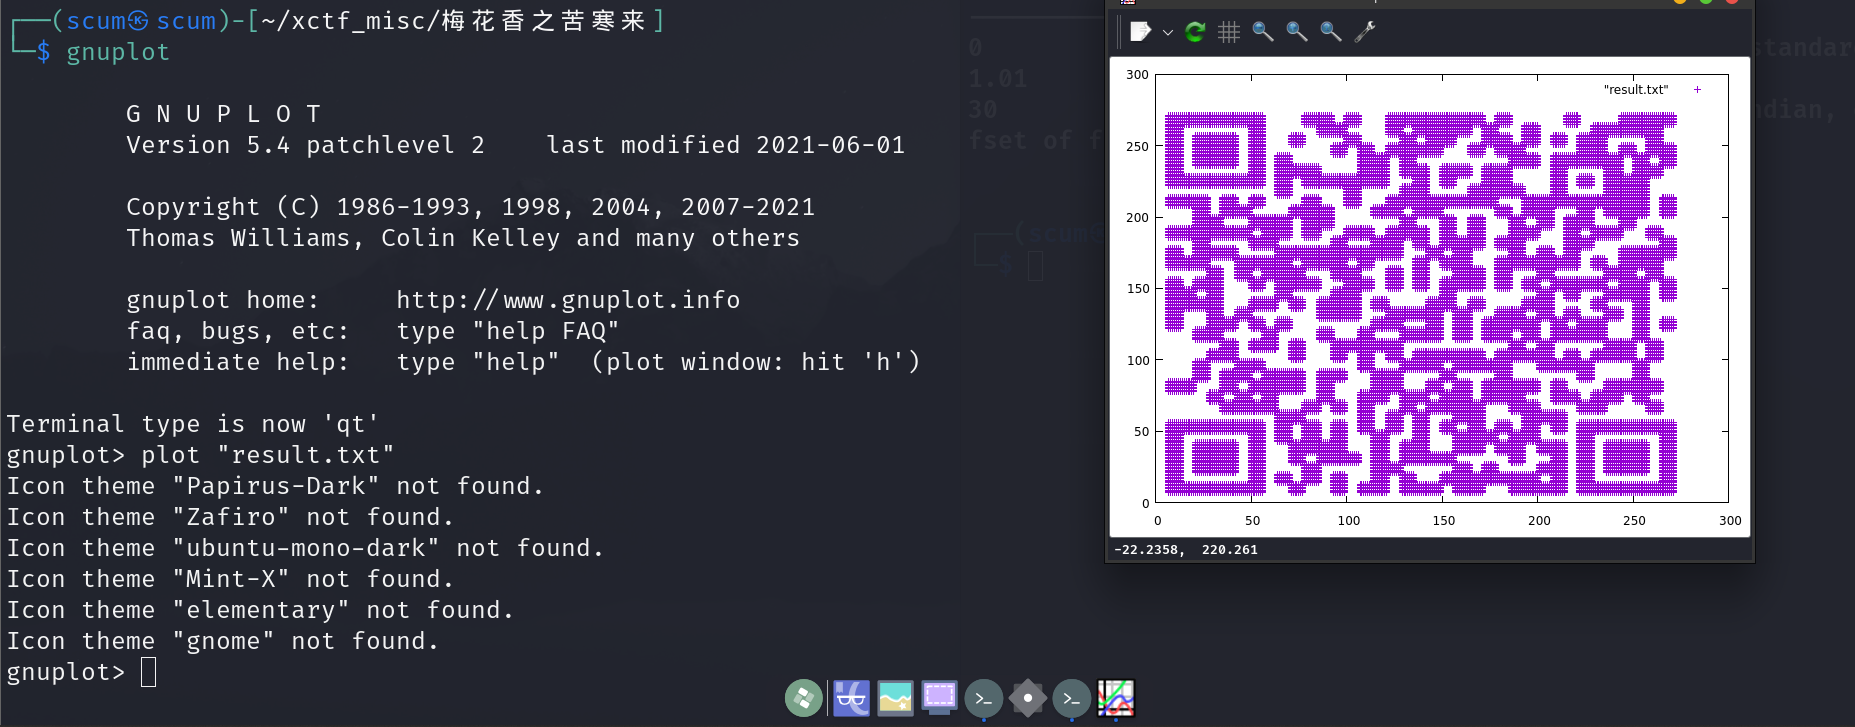 (scum㉿scum)-[~/xctf_misc/梅花香之苦寒来]
$ gnuplot
G N U P L O T
Version 5.4 patchlevel 2    last modified 2021-06-01
Copyright (C) 1986-1993, 1998, 2004, 2007-2021
Thomas Williams, Colin Kelley and many others
gnuplot home:     http://www.gnuplot.info
faq, bugs, etc:   type "help FAQ"
immediate help:   type "help"  (plot window: hit 'h')
Terminal type is now 'qt'
gnuplot> plot "result.txt"
Icon theme "Papirus-Dark" not found.
Icon theme "Zafiro" not found.
Icon theme "ubuntu-mono-dark" not found.
Icon theme "Mint-X" not found.
Icon theme "elementary" not found.
Icon theme "gnome" not found.
gnuplot>
0
1.01
30
fset of f
standar
ndian,
(scum
$
"result.txt" +
300
250
200
150
100
50
0
0 50 100 150 200 250 300
-22.2358,  220.261